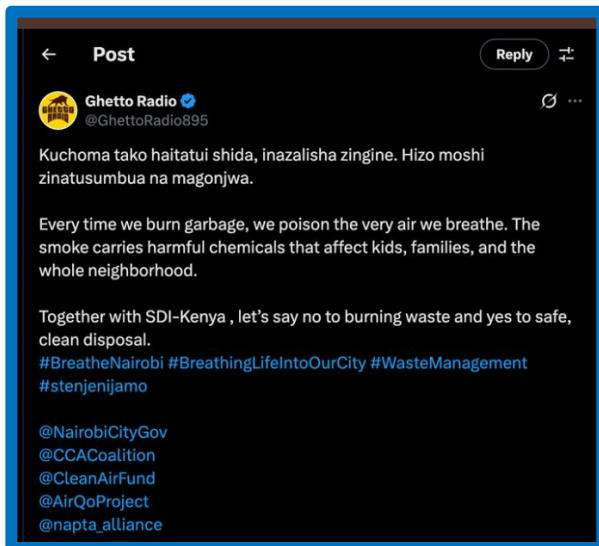 Post
Reply
GHETTO
RADIO
Ghetto Radio
@GhettoRadio895
Kuchoma tako haitatui shida, inazalisha zingine. Hizo moshi
zinatusumbua na magonjwa.
Every time we burn garbage, we poison the very air we breathe. The
smoke carries harmful chemicals that affect kids, families, and the
whole neighborhood.
Together with SDI-Kenya , let's say no to burning waste and yes to safe,
clean disposal.
#BreatheNairobi #BreathingLifeIntoOurCity #WasteManagement
#stenjenijamo
@NairobiCityGov
@CCACoalition
@CleanAirFund
@AirQoProject
@napta_alliance